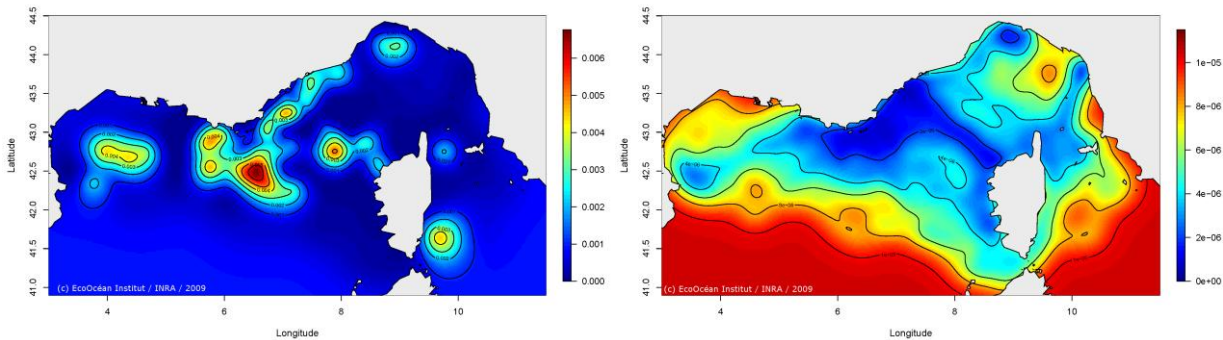 44.5
44.0
43.5
43.0
42.5
42.0
41.5
41.0
Latitude
4
6
8
10
Longitude
(c) EcoOcéan Institut / INRA / 2009
0.006
0.005
0.004
0.003
0.002
0.001
0.000
44.5
44.0
43.5
43.0
42.5
42.0
41.5
41.0
Latitude
4
6
8
10
Longitude
(c) EcoOcéan Institut / INRA / 2009
1e-05
8e-06
6e-06
4e-06
2e-06
0e+00